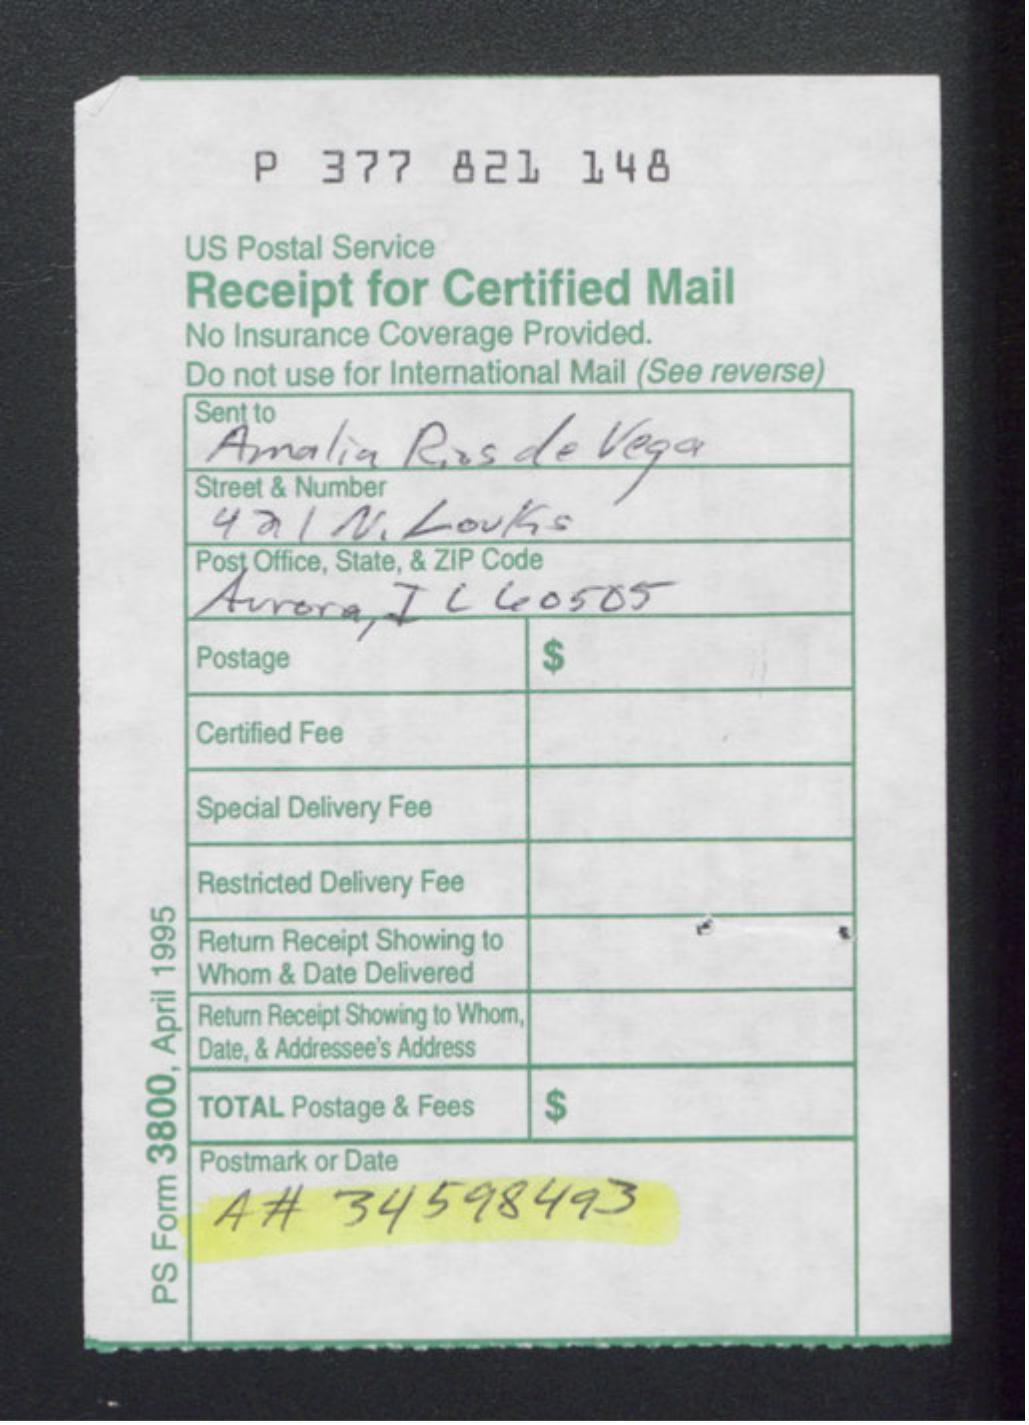 P 377 821 148
US Postal Service
Receipt for Certified Mail
No Insurance Coverage Provided.
Do not use for International Mail (See reverse)
Sent to
Amalia Rios de Vega
Street & Number
421 N. Louks
Post Office, State, & ZIP Code
Aurora, IL 60505
Postage $
Certified Fee
Special Delivery Fee
Restricted Delivery Fee
Return Receipt Showing to
Whom & Date Delivered
Return Receipt Showing to Whom,
Date, & Addressee's Address
TOTAL Postage & Fees $
Postmark or Date
A# 34598493
PS Form 3800, April 1995